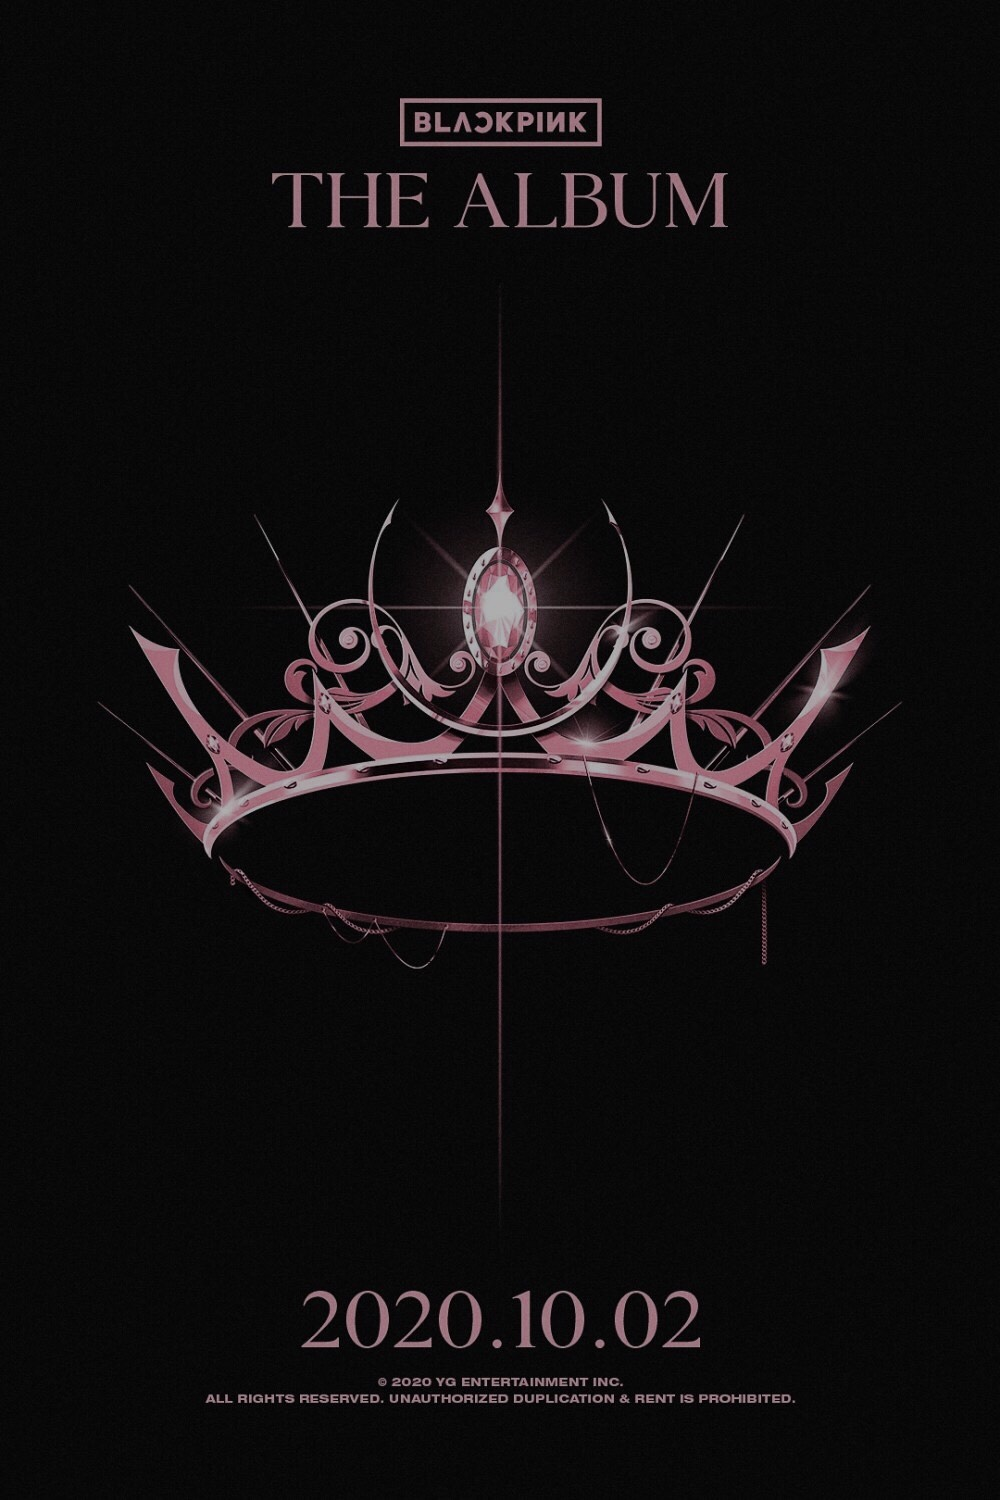 BLACKPINK
THE ALBUM
2020.10.02
© 2020 YG ENTERTAINMENT INC.
ALL RIGHTS RESERVED. UNAUTHORIZED DUPLICATION & RENT IS PROHIBITED.